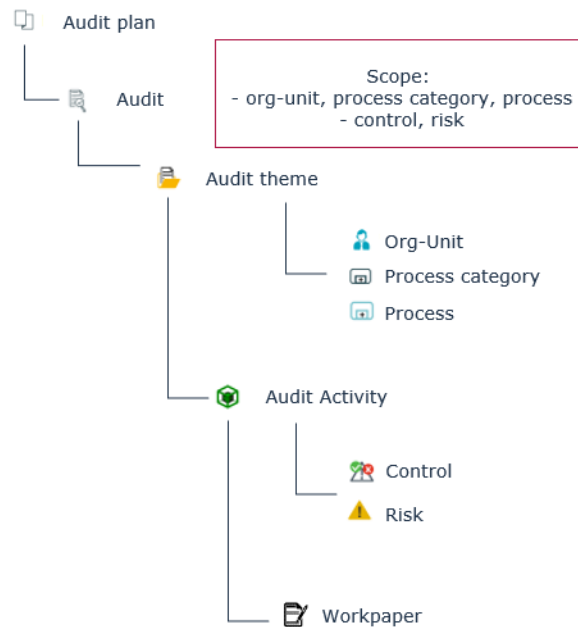 Audit plan
Scope:
- org-unit, process category, process
- control, risk
Audit
Audit theme
Org-Unit
Process category
Process
Audit Activity
Control
Risk
Workpaper